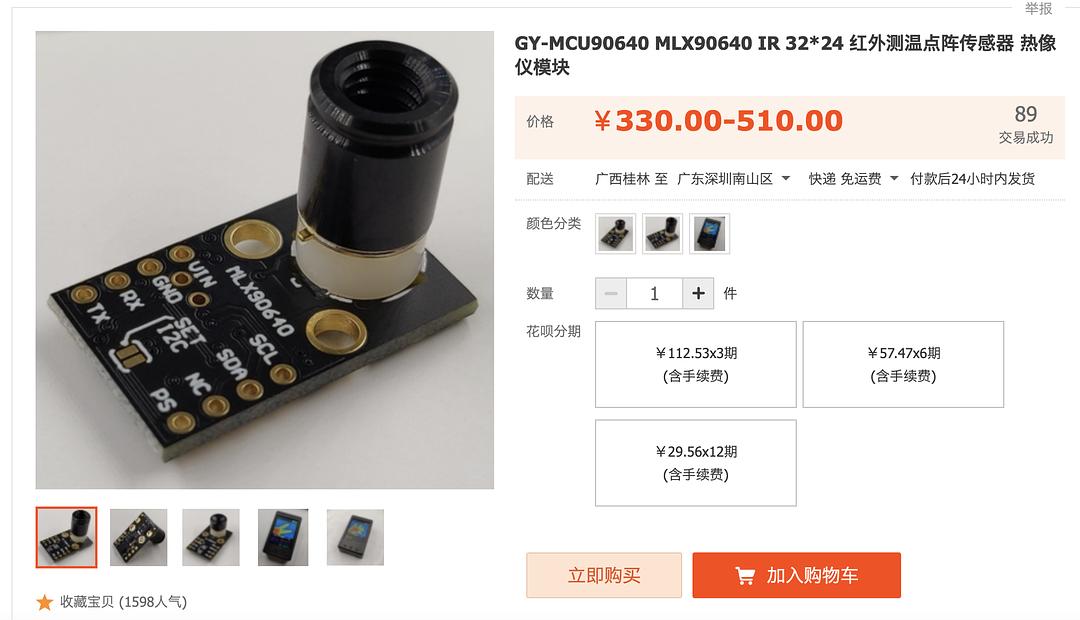 举报
GY-MCU90640 MLX90640 IR 32*24 红外测温点阵传感器 热像
仪模块
价格
￥330.00-510.00
89
交易成功
配送
广西桂林 至 广东深圳南山区
快递 免运费
付款后24小时内发货
颜色分类
数量
1
件
花呗分期
￥112.53x3期
(含手续费)
￥57.47x6期
(含手续费)
￥29.56x12期
(含手续费)
立即购买
加入购物车
收藏宝贝 (1598人气)
VIN
GND
RX
TX
MLX90640
SET
I2C
SCL
SDA
NC
PS